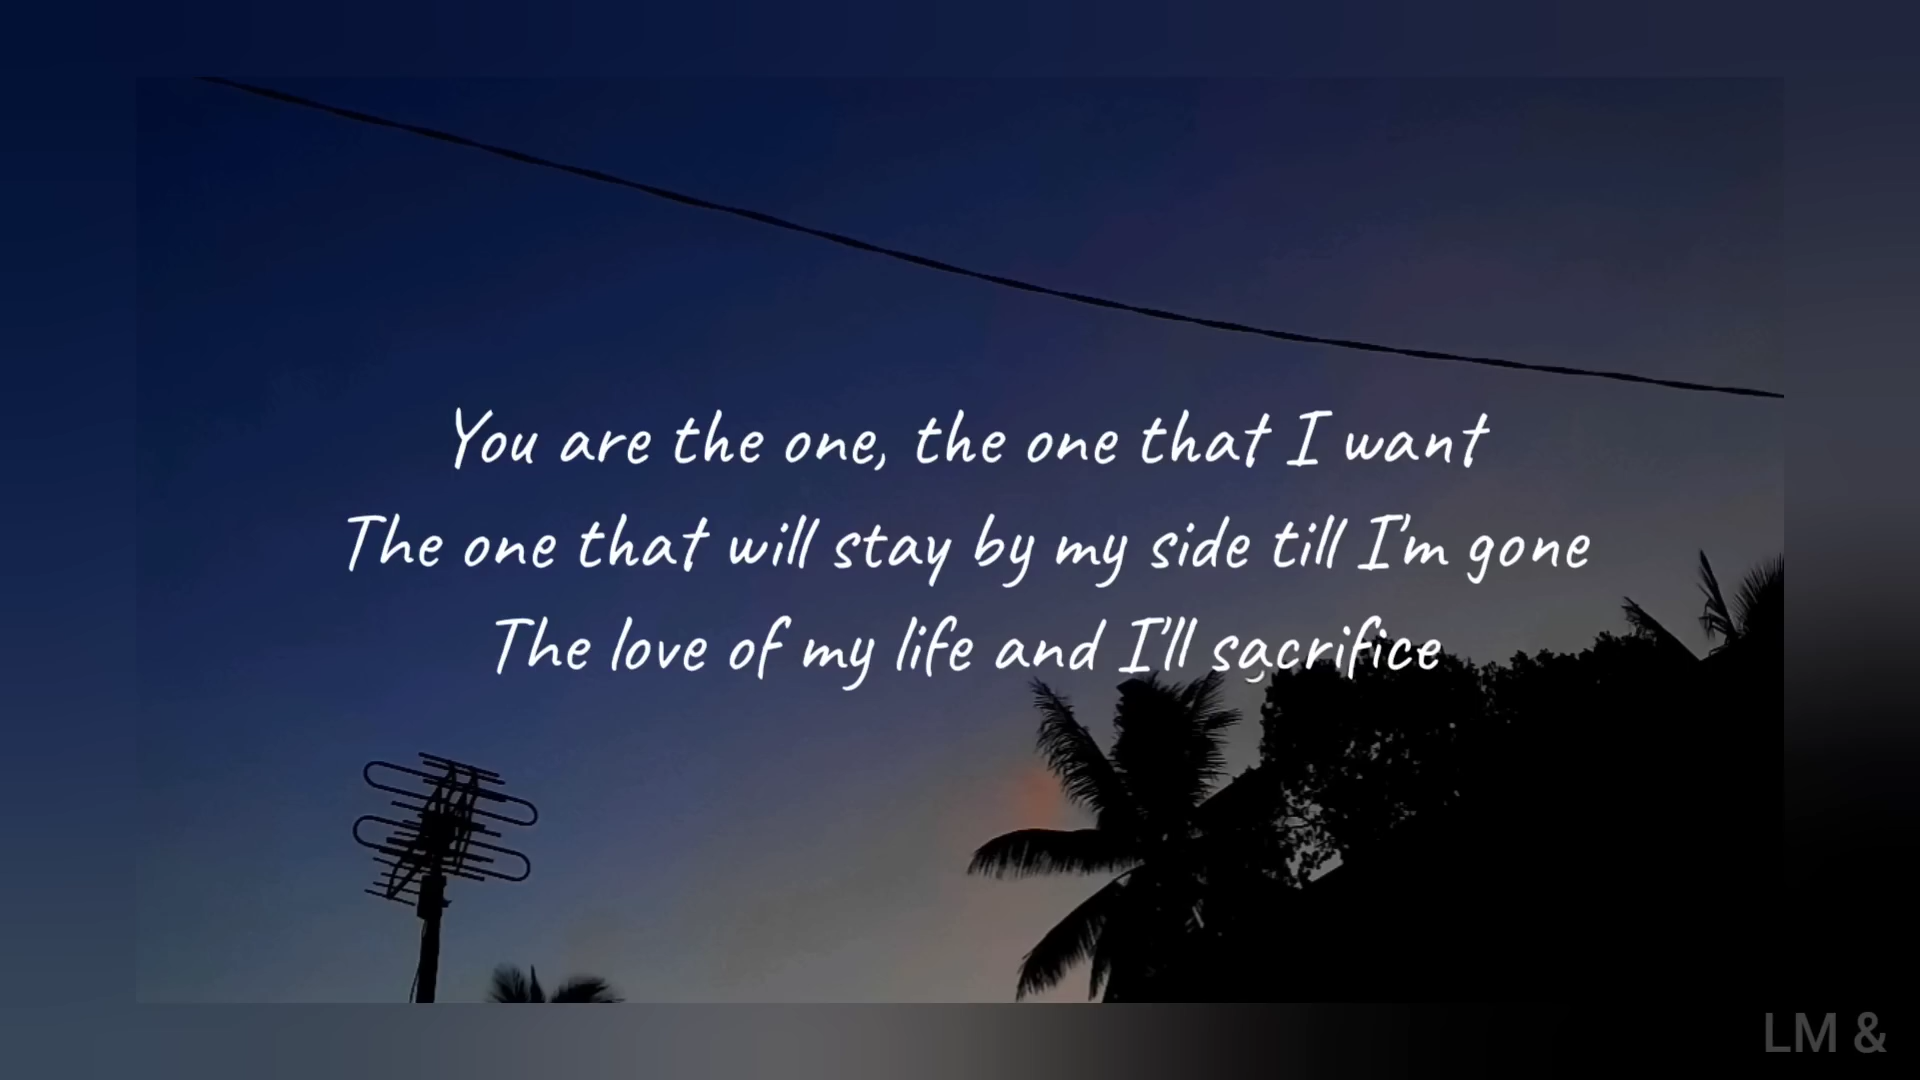 You are the one, the one that I want
The one that will stay by my side till I'm gone
The love of my life and I'll sacrifice
LM &